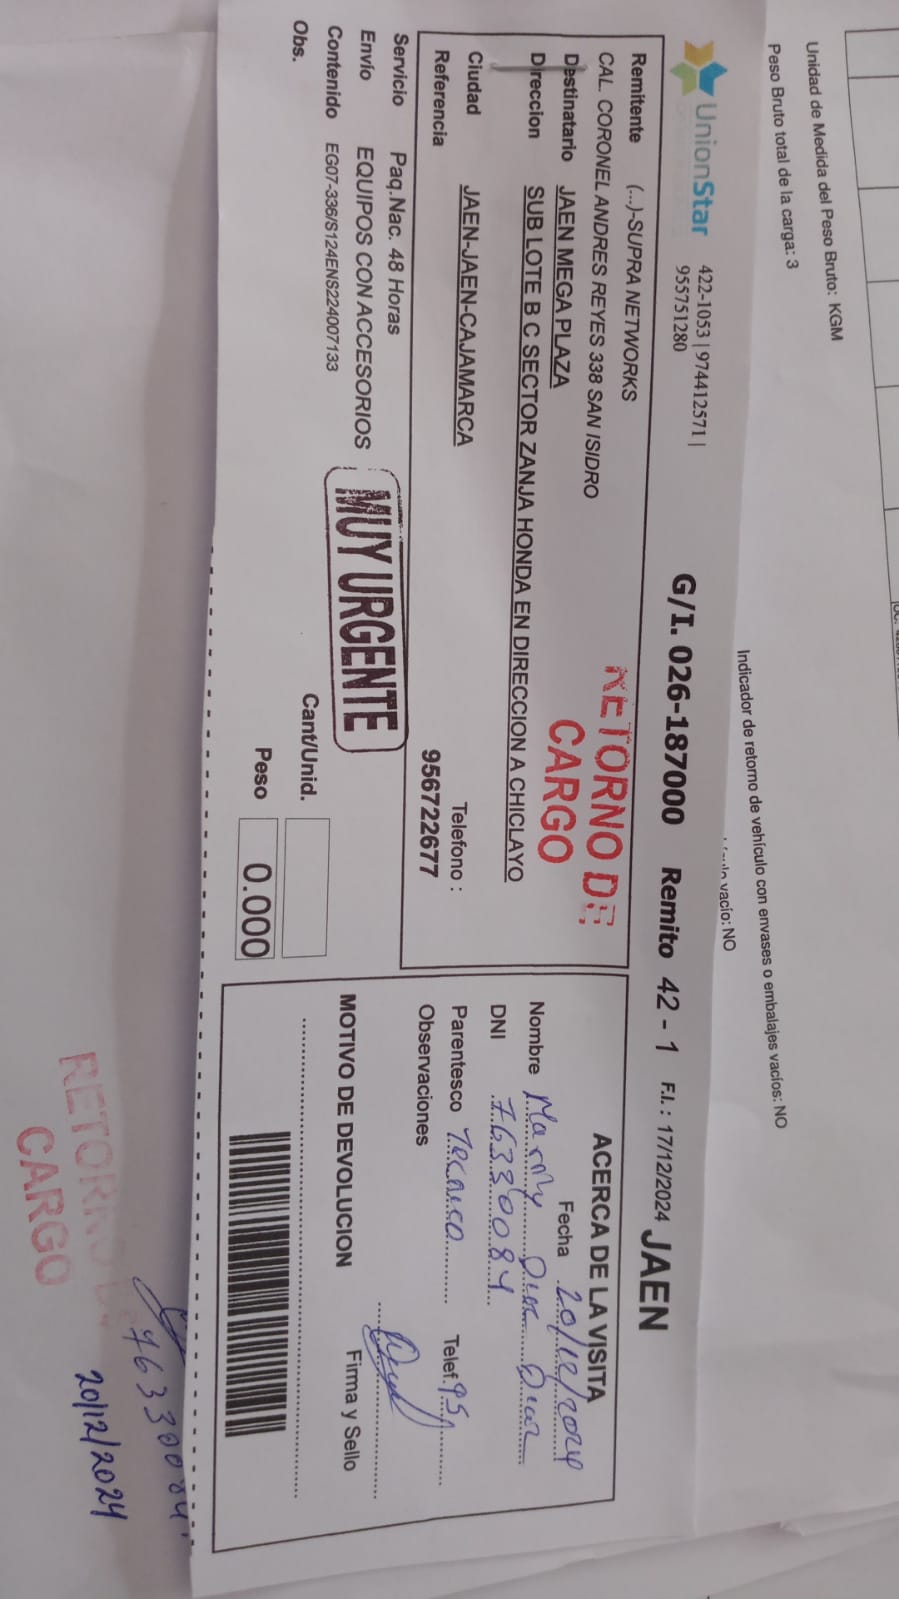 Unidad de Medida del Peso Bruto: KGM
Peso Bruto total de la carga: 3
Indicador de retorno de vehículo con envases o embalajes vacíos: NO
vacío: NO
UnionStar
422-1053 | 974412571 |
955751280
G/I. 026-187000 Remito 42 - 1 F.I. : 17/12/2024 JAEN
Remitente (...)-SUPRA NETWORKS
CAL. CORONEL ANDRES REYES 338 SAN ISIDRO
Destinatario JAEN MEGA PLAZA
Direccion SUB LOTE B C SECTOR ZANJA HONDA EN DIRECCION A CHICLAYO
Ciudad JAEN-JAEN-CAJAMARCA
Telefono :
Referencia
956722677
RETORNO DE
CARGO
Servicio Paq.Nac. 48 Horas
Envío EQUIPOS CON ACCESORIOS
Contenido EG07-336/S124ENS224007133
Obs.
MUY URGENTE
Cant/Unid.
Peso 0.000
ACERCA DE LA VISITA
Fecha 20/12/2024
Nombre Diaz Diaz
DNI 76330084
Parentesco Tecnico Telef. 95
Observaciones
MOTIVO DE DEVOLUCION
Firma y Sello
RETORNO DE
CARGO
76330084
20/12/2024